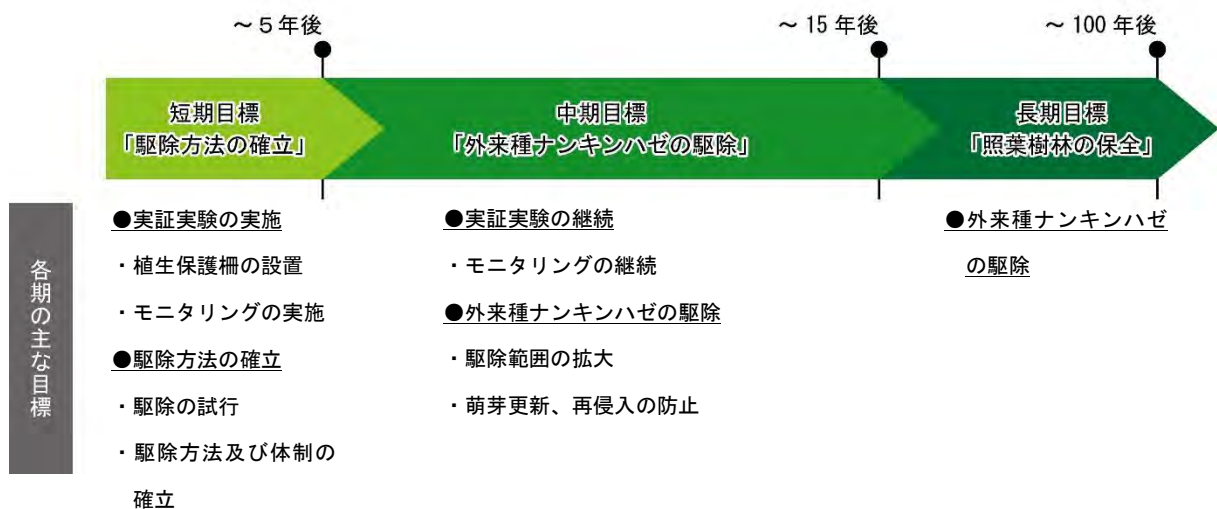 ～５年後
～15年後
～100年後
短期目標
「駆除方法の確立」
中期目標
「外来種ナンキンハゼの駆除」
長期目標
「照葉樹林の保全」
各期の主な目標
●実証実験の実施
・植生保護柵の設置
・モニタリングの実施
●駆除方法の確立
・駆除の試行
・駆除方法及び体制の
確立
●実証実験の継続
・モニタリングの継続
●外来種ナンキンハゼの駆除
・駆除範囲の拡大
・萌芽更新、再侵入の防止
●外来種ナンキンハゼ
の駆除